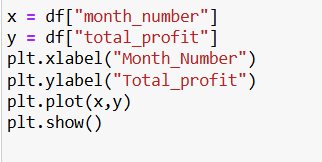 x = df["month_number"]
y = df["total_profit"]
plt.xlabel("Month_Number")
plt.ylabel("Total_profit")
plt.plot(x,y)
plt.show()